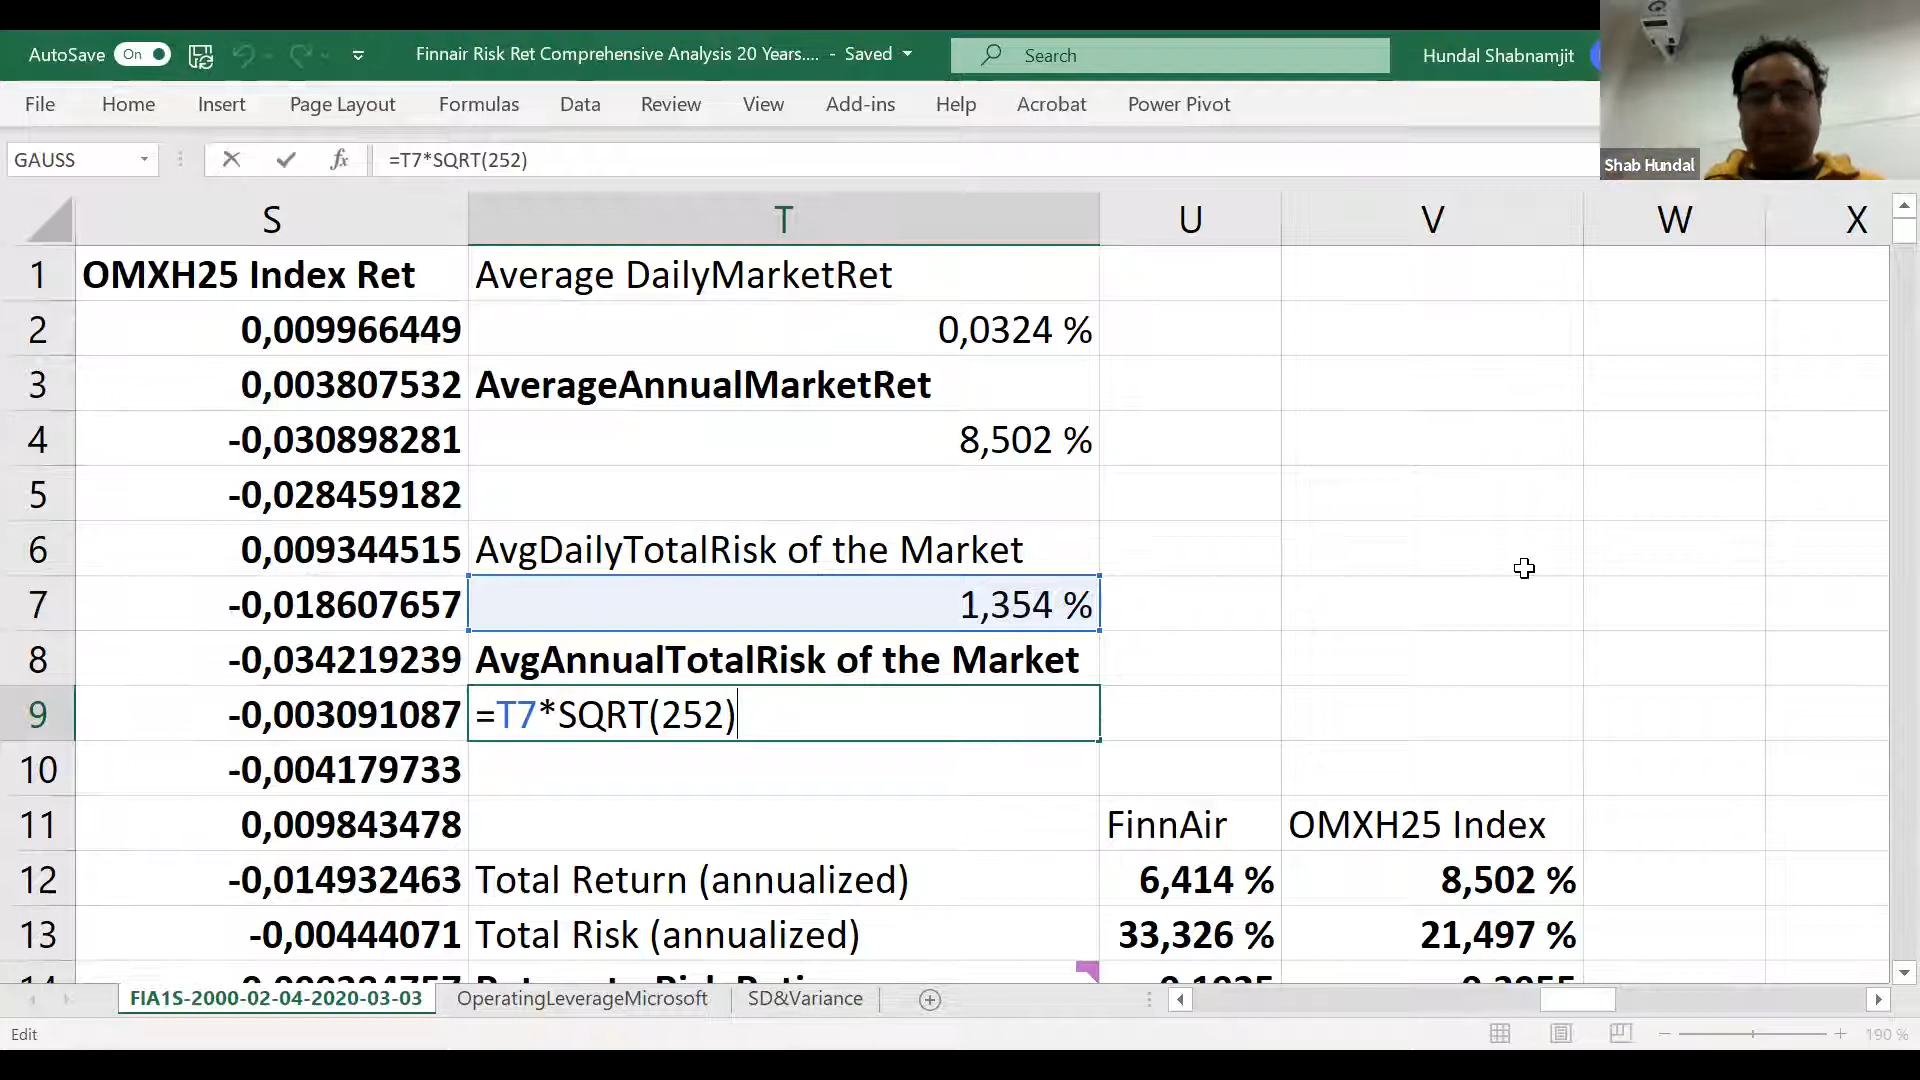 AutoSave On Finnair Risk Ret Comprehensive Analysis 20 Years.... - Saved Search Hundal Shabnamjit
File Home Insert Page Layout Formulas Data Review View Add-ins Help Acrobat Power Pivot
GAUSS fx =T7*SQRT(252)
Shab Hundal
S T U V W X
1 OMXH25 Index Ret Average DailyMarketRet
2 0,009966449 0,0324 %
3 0,003807532 AverageAnnualMarketRet
4 -0,030898281 8,502 %
5 -0,028459182
6 0,009344515 AvgDailyTotalRisk of the Market
7 -0,018607657 1,354 %
8 -0,034219239 AvgAnnualTotalRisk of the Market
9 -0,003091087 =T7*SQRT(252)
10 -0,004179733
11 0,009843478 FinnAir OMXH25 Index
12 -0,014932463 Total Return (annualized) 6,414 % 8,502 %
13 -0,00444071 Total Risk (annualized) 33,326 % 21,497 %
FIA1S-2000-02-04-2020-03-03 OperatingLeverageMicrosoft SD&Variance
Edit 190 %